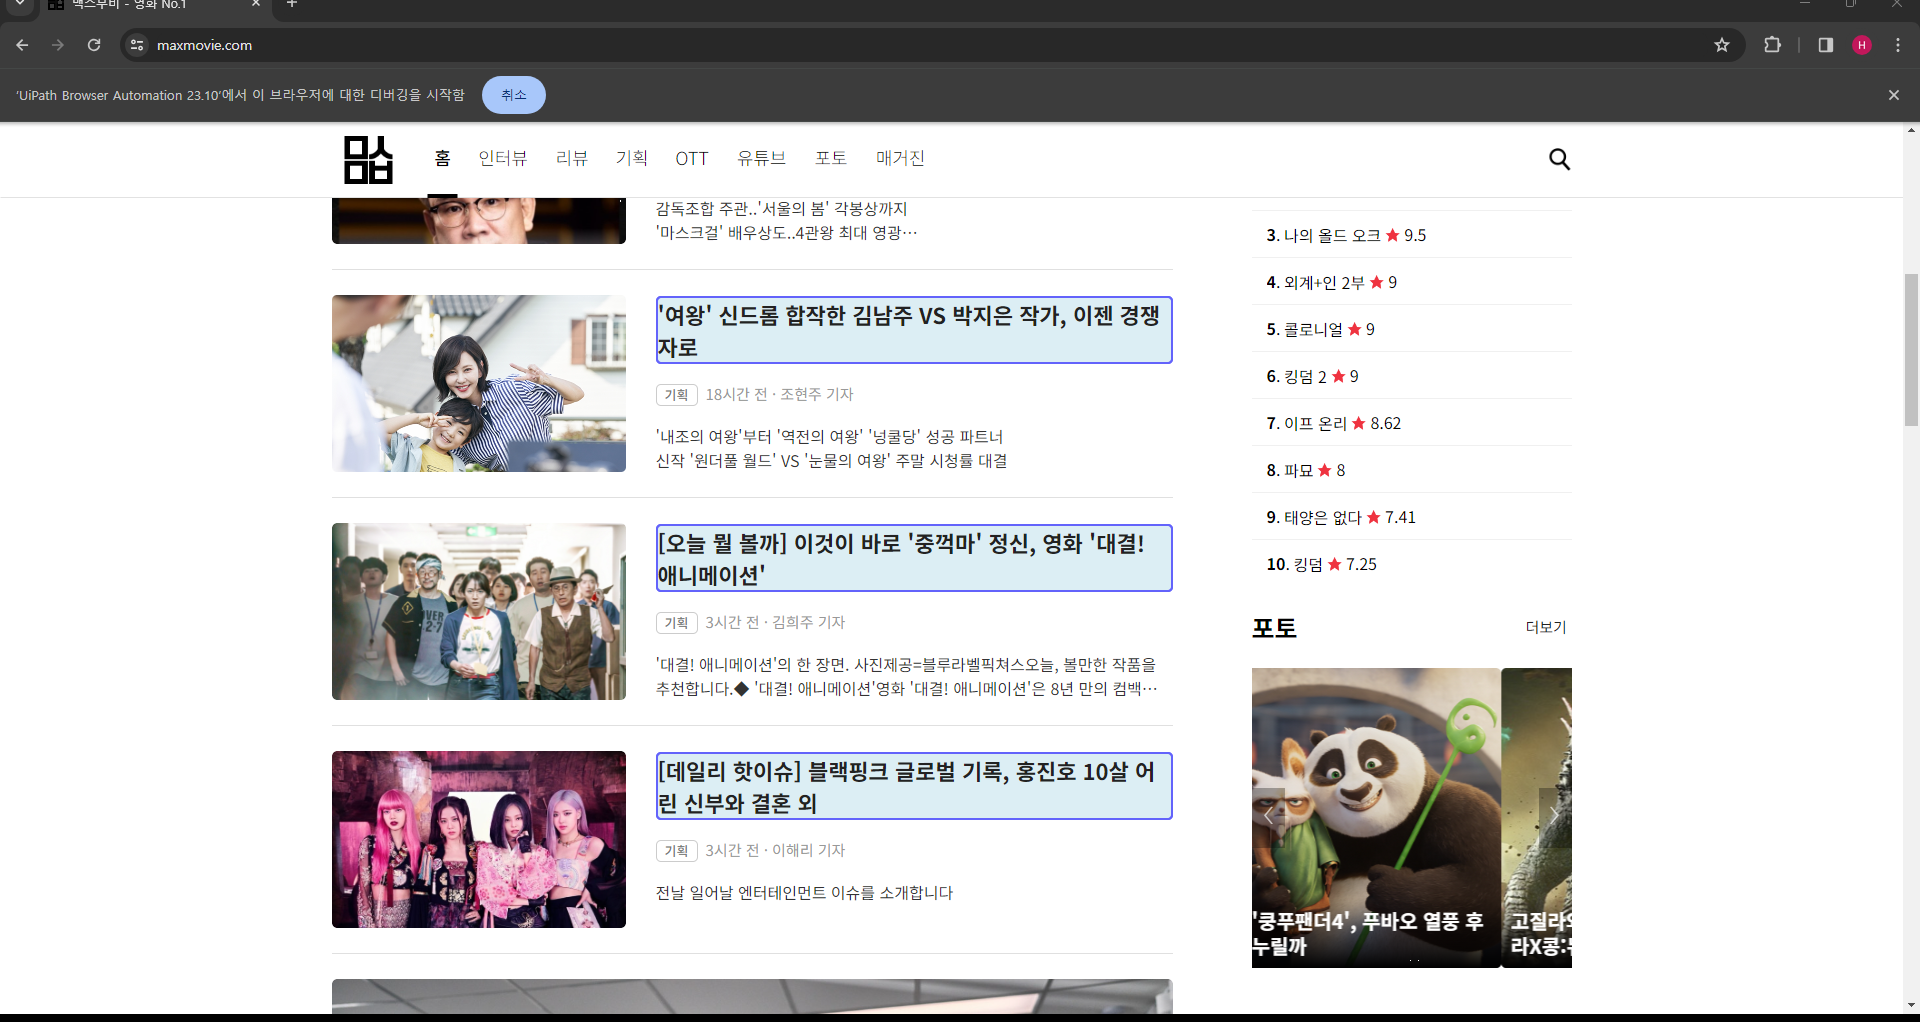 맥스무비 - 영화 No.1
maxmovie.com
H
'UiPath Browser Automation 23.10'에서 이 브라우저에 대한 디버깅을 시작함
취소
홈 인터뷰 리뷰 기획 OTT 유튜브 포토 매거진
감독조합 주관..'서울의 봄' 각봉상까지
'마스크걸' 배우상도..4관왕 최대 영광…
'여왕' 신드롬 합작한 김남주 VS 박지은 작가, 이젠 경쟁
자로
기획 18시간 전 · 조현주 기자
'내조의 여왕'부터 '역전의 여왕' '넝쿨당' 성공 파트너
신작 '원더풀 월드' VS '눈물의 여왕' 주말 시청률 대결
[오늘 뭘 볼까] 이것이 바로 '중꺽마' 정신, 영화 '대결!
애니메이션'
기획 3시간 전 · 김희주 기자
'대결! 애니메이션'의 한 장면. 사진제공=블루라벨픽쳐스오늘, 볼만한 작품을
추천합니다.◆ '대결! 애니메이션'영화 '대결! 애니메이션'은 8년 만의 컴백…
[데일리 핫이슈] 블랙핑크 글로벌 기록, 홍진호 10살 어
린 신부와 결혼 외
기획 3시간 전 · 이해리 기자
전날 일어날 엔터테인먼트 이슈를 소개합니다
3. 나의 올드 오크 ★ 9.5
4. 외계+인 2부 ★ 9
5. 콜로니얼 ★ 9
6. 킹덤 2 ★ 9
7. 이프 온리 ★ 8.62
8. 파묘 ★ 8
9. 태양은 없다 ★ 7.41
10. 킹덤 ★ 7.25
포토
더보기
'쿵푸팬더4', 푸바오 열풍 후
누릴까
고질라와
라X콩:뉴